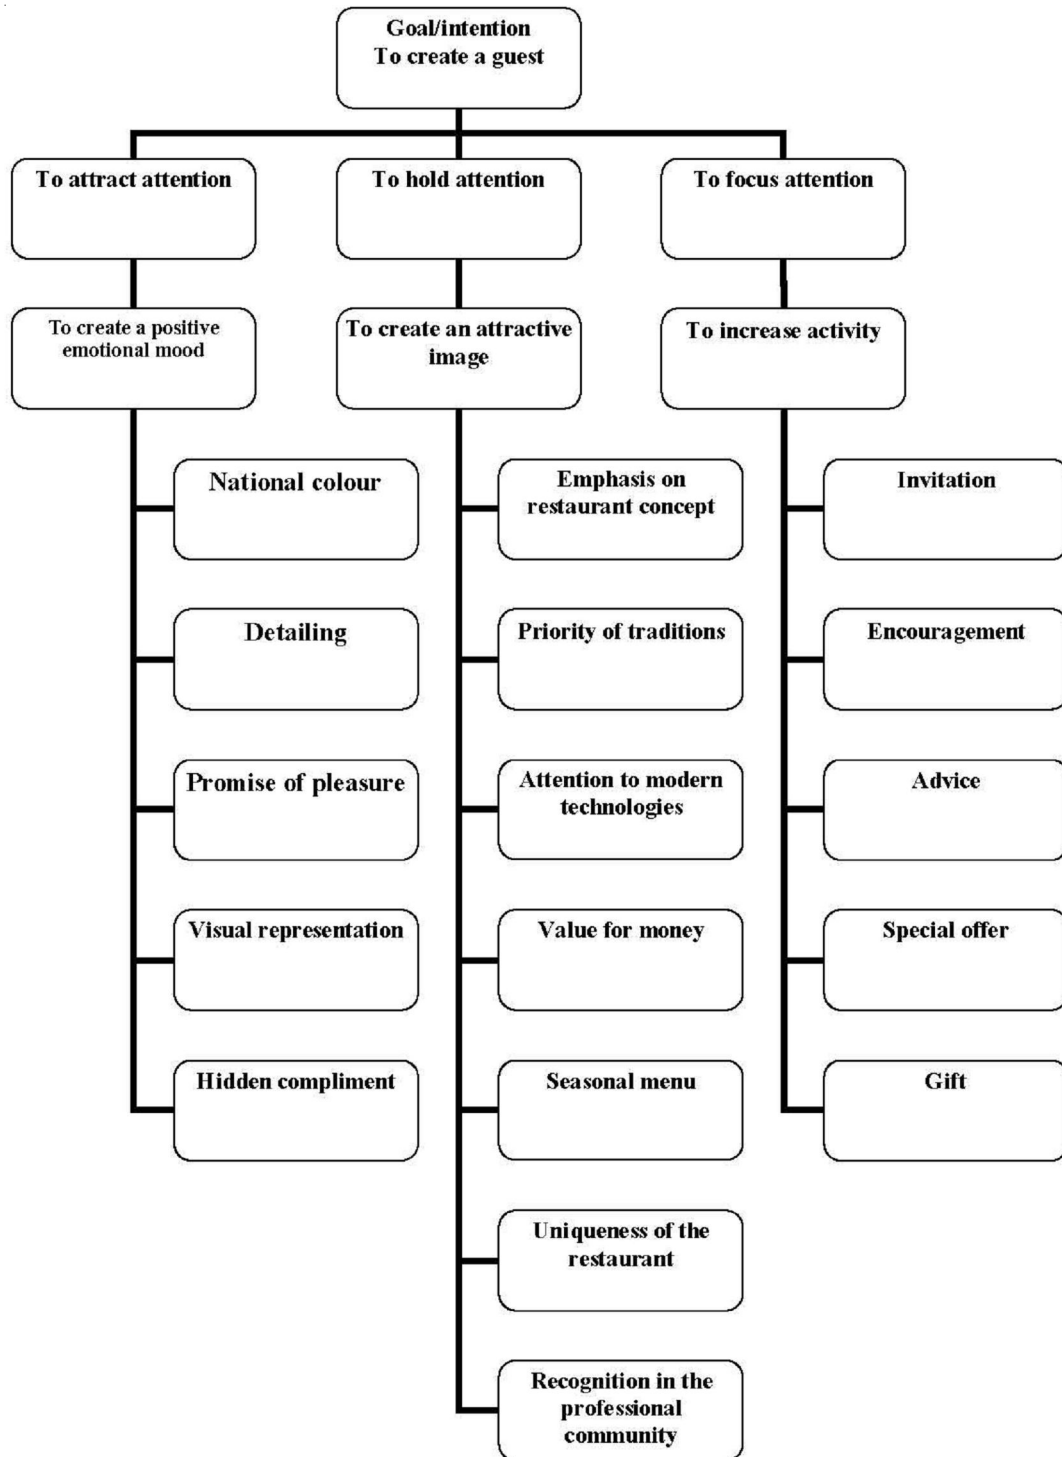 Goal/intention
To create a guest
To attract attention
To hold attention
To focus attention
To create a positive
emotional mood
To create an attractive
image
To increase activity
National colour
Emphasis on
restaurant concept
Invitation
Detailing
Priority of traditions
Encouragement
Promise of pleasure
Attention to modern
technologies
Advice
Visual representation
Value for money
Special offer
Hidden compliment
Seasonal menu
Gift
Uniqueness of the
restaurant
Recognition in the
professional
community